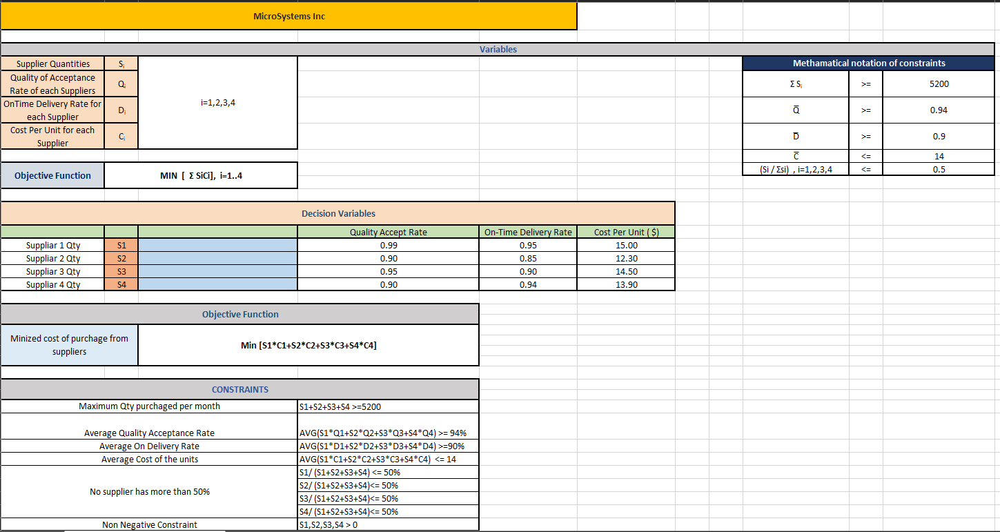 MicroSystems Inc
Variables
Supplier Quantities Sᵢ
Quality of Acceptance
Rate of each Suppliers Qᵢ
OnTime Delivery Rate for
each Supplier Dᵢ
Cost Per Unit for each
Supplier Cᵢ
i=1,2,3,4
Methamatical notation of constraints
Σ Sᵢ >= 5200
Q̅ >= 0.94
D̅ >= 0.9
C̅ <= 14
(Si / Σsi) , i=1,2,3,4 <= 0.5
Objective Function MIN [ Σ SiCi], i=1..4
Decision Variables
Quality Accept Rate On-Time Delivery Rate Cost Per Unit ( $)
Suppliar 1 Qty S1 0.99 0.95 15.00
Suppliar 2 Qty S2 0.90 0.85 12.30
Suppliar 3 Qty S3 0.95 0.90 14.50
Suppliar 4 Qty S4 0.90 0.94 13.90
Objective Function
Minized cost of purchage from
suppliers
Min [S1*C1+S2*C2+S3*C3+S4*C4]
CONSTRAINTS
Maximum Qty purchaged per month S1+S2+S3+S4 >=5200
Average Quality Acceptance Rate AVG(S1*Q1+S2*Q2+S3*Q3+S4*Q4) >= 94%
Average On Delivery Rate AVG(S1*D1+S2*D2+S3*D3+S4*D4) >=90%
Average Cost of the units AVG(S1*C1+S2*C2+S3*C3+S4*C4) <= 14
No supplier has more than 50%
S1/ (S1+S2+S3+S4) <= 50%
S2/ (S1+S2+S3+S4)<= 50%
S3/ (S1+S2+S3+S4)<= 50%
S4/ (S1+S2+S3+S4)<= 50%
Non Negative Constraint S1,S2,S3,S4 > 0